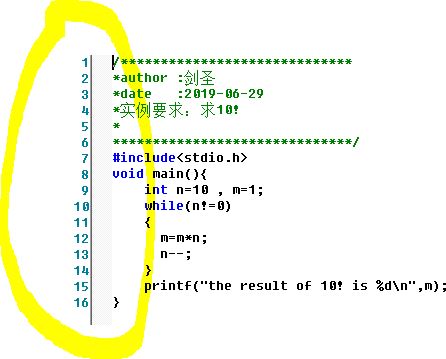 1 /*****************************
2 *author :剑圣
3 *date   :2019-06-29
4 *实例要求：求10!
5 *
6 ******************************/
7 #include<stdio.h>
8 void main(){
9     int n=10 , m=1;
10     while(n!=0)
11     {
12       m=m*n;
13       n--;
14     }
15     printf("the result of 10! is %d\n",m);
16 }